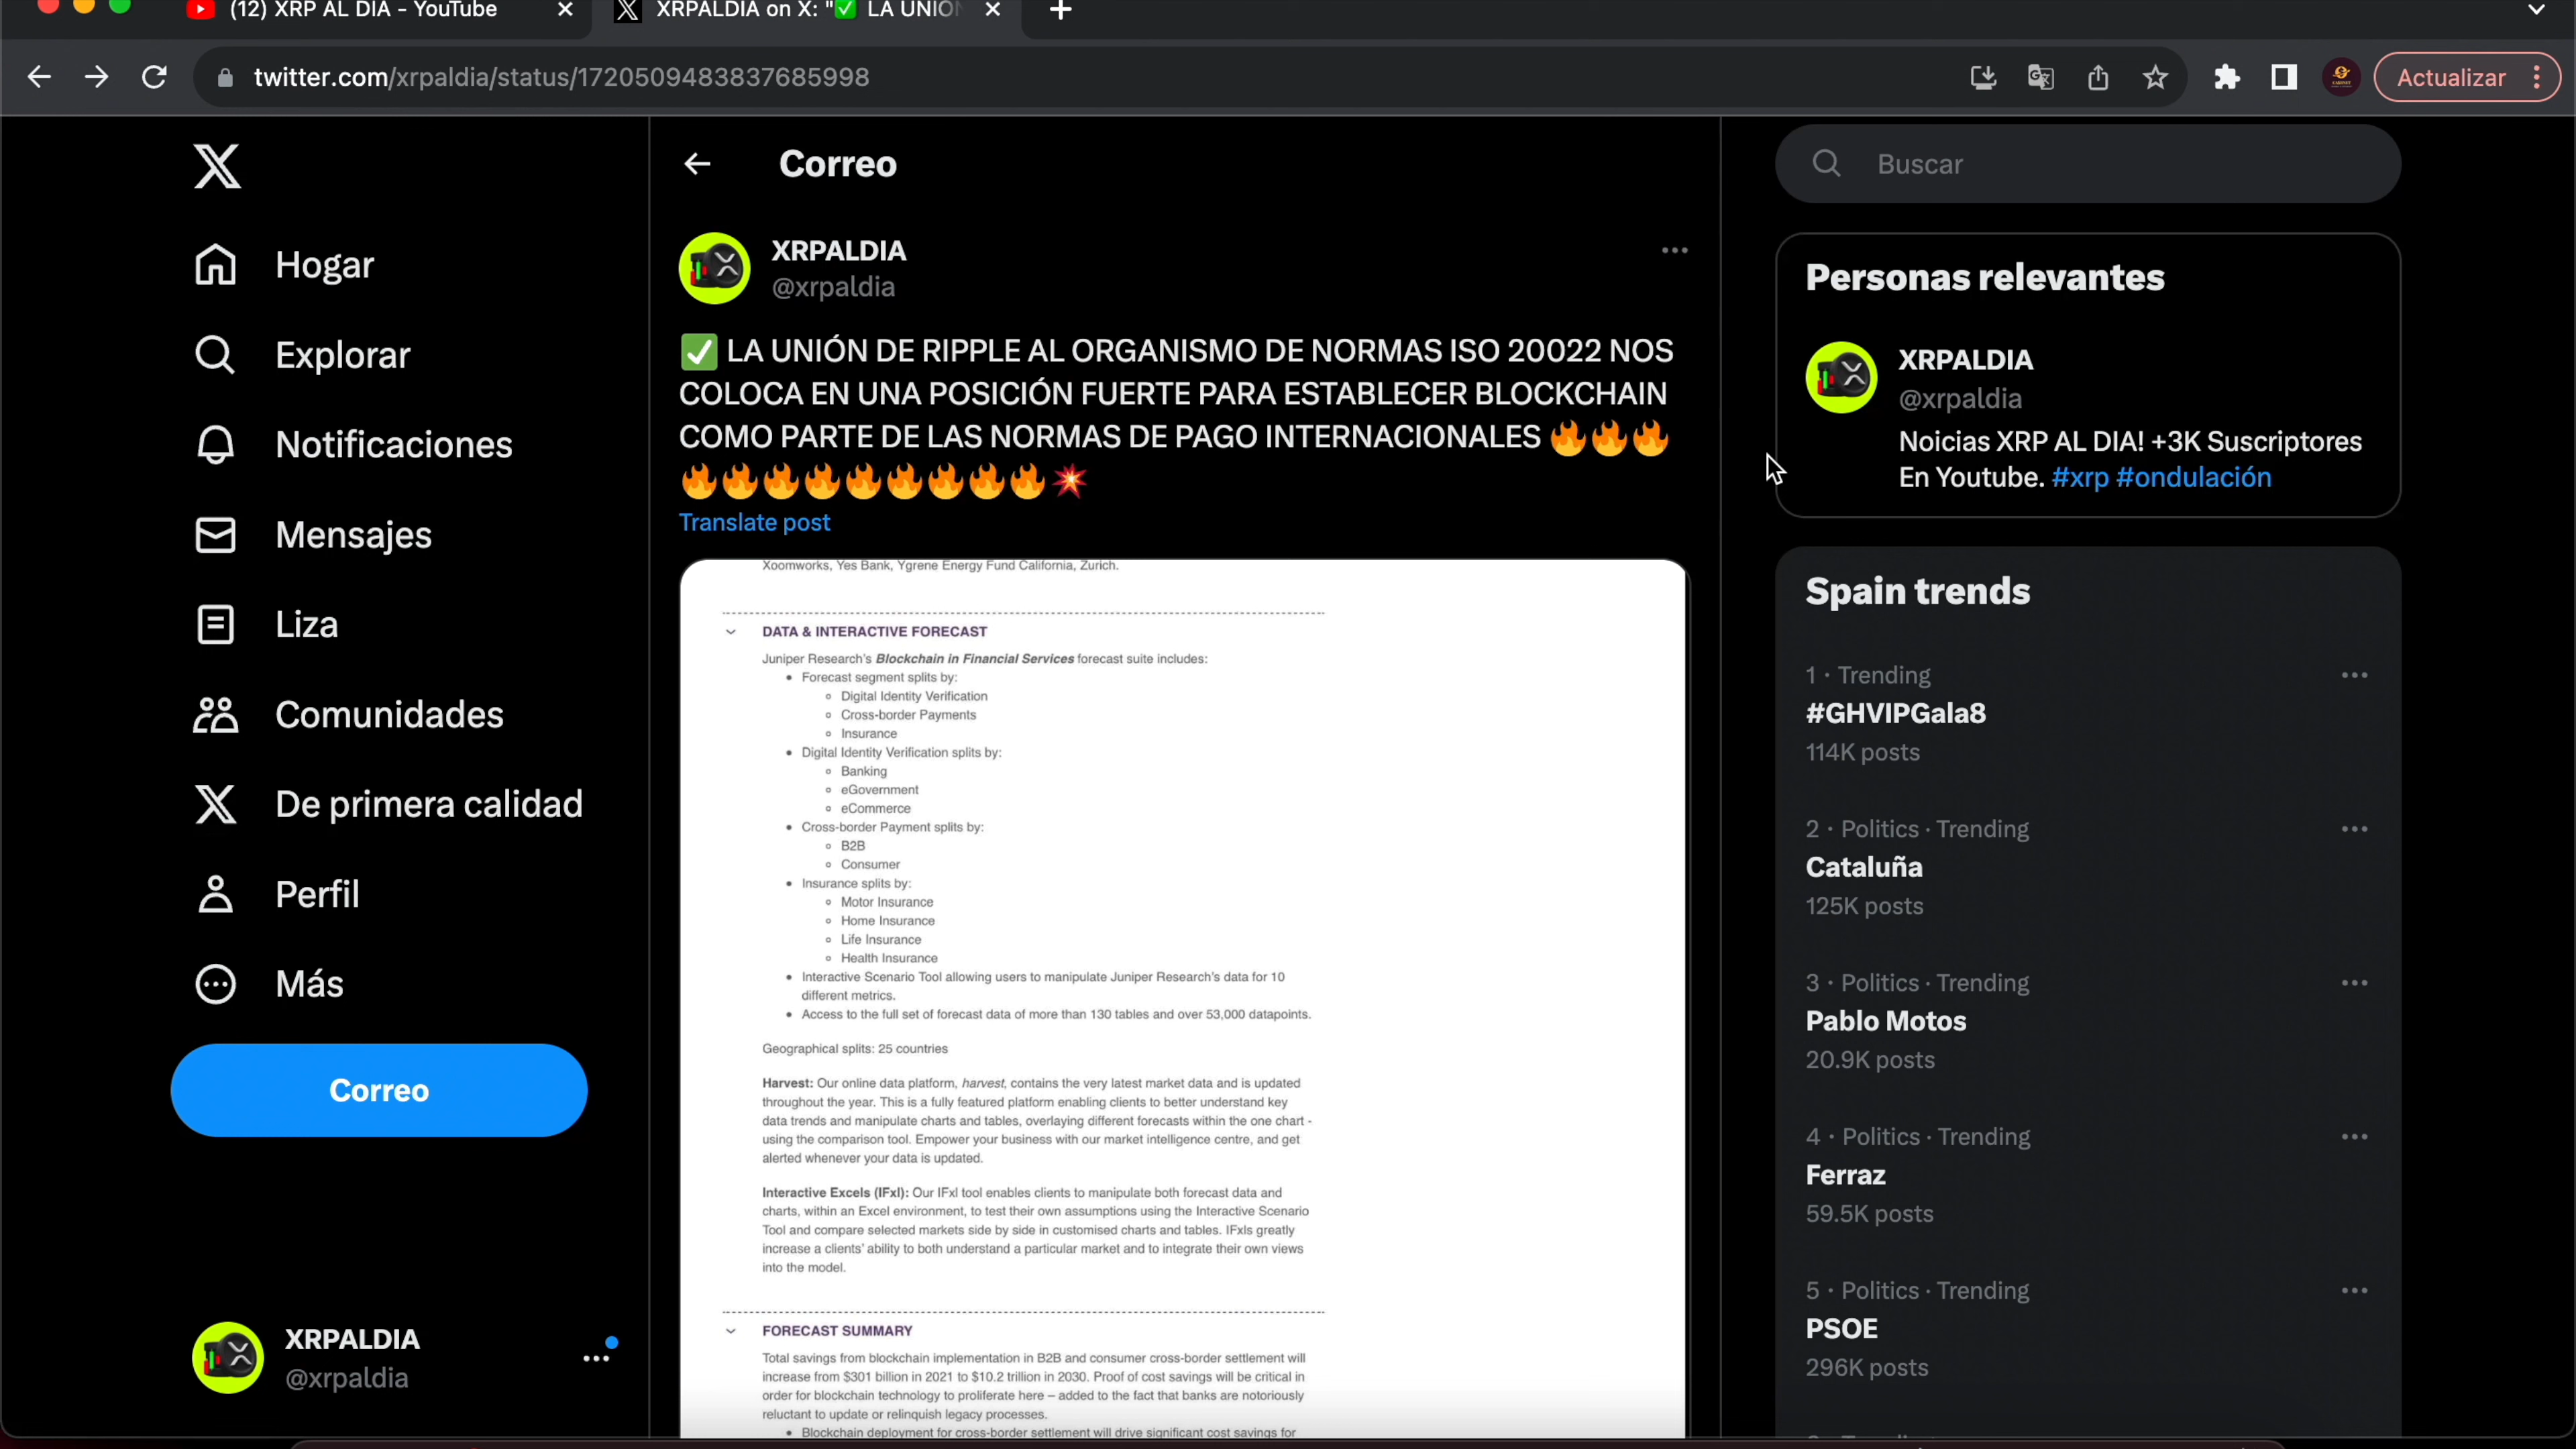 (12) XRP AL DIA - YouTube
XRPALDIA on X: "✅ LA UNIÓN
twitter.com/xrpaldia/status/1720509483837685998
Actualizar
Hogar
Explorar
Notificaciones
Mensajes
Liza
Comunidades
De primera calidad
Perfil
Más
Correo
XRPALDIA
@xrpaldia
Correo
XRPALDIA
@xrpaldia
✅ LA UNIÓN DE RIPPLE AL ORGANISMO DE NORMAS ISO 20022 NOS
COLOCA EN UNA POSICIÓN FUERTE PARA ESTABLECER BLOCKCHAIN
COMO PARTE DE LAS NORMAS DE PAGO INTERNACIONALES 🔥🔥🔥
🔥🔥🔥🔥🔥🔥🔥🔥🔥💥
Translate post
Xoomworks, Yes Bank, Ygrene Energy Fund California, Zurich.
DATA & INTERACTIVE FORECAST
Juniper Research's Blockchain in Financial Services forecast suite includes:
• Forecast segment splits by:
◦ Digital Identity Verification
◦ Cross-border Payments
◦ Insurance
• Digital Identity Verification splits by:
◦ Banking
◦ eGovernment
◦ eCommerce
• Cross-border Payment splits by:
◦ B2B
◦ Consumer
• Insurance splits by:
◦ Motor Insurance
◦ Home Insurance
◦ Life Insurance
◦ Health Insurance
• Interactive Scenario Tool allowing users to manipulate Juniper Research's data for 10
different metrics.
• Access to the full set of forecast data of more than 130 tables and over 53,000 datapoints.
Geographical splits: 25 countries
Harvest: Our online data platform, harvest, contains the very latest market data and is updated
throughout the year. This is a fully featured platform enabling clients to better understand key
data trends and manipulate charts and tables, overlaying different forecasts within the one chart -
using the comparison tool. Empower your business with our market intelligence centre, and get
alerted whenever your data is updated.
Interactive Excels (IFxl): Our IFxl tool enables clients to manipulate both forecast data and
charts, within an Excel environment, to test their own assumptions using the Interactive Scenario
Tool and compare selected markets side by side in customised charts and tables. IFxls greatly
increase a clients' ability to both understand a particular market and to integrate their own views
into the model.
FORECAST SUMMARY
Total savings from blockchain implementation in B2B and consumer cross-border settlement will
increase from $301 billion in 2021 to $10.2 trillion in 2030. Proof of cost savings will be critical in
order for blockchain technology to proliferate here – added to the fact that banks are notoriously
reluctant to update or relinquish legacy processes.
• Blockchain deployment for cross-border settlement will drive significant cost savings for
Buscar
Personas relevantes
XRPALDIA
@xrpaldia
Noicias XRP AL DIA! +3K Suscriptores
En Youtube. #xrp #ondulación
Spain trends
1 · Trending
#GHVIPGala8
114K posts
2 · Politics · Trending
Cataluña
125K posts
3 · Politics · Trending
Pablo Motos
20.9K posts
4 · Politics · Trending
Ferraz
59.5K posts
5 · Politics · Trending
PSOE
296K posts